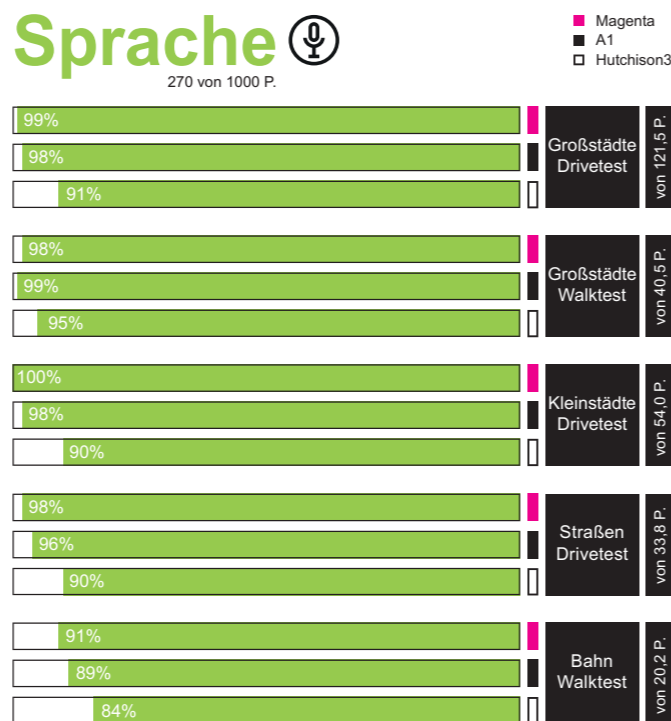 Sprache
270 von 1000 P.
Magenta
A1
Hutchison3
99%
98%
91%
Großstädte
Drivetest
von 121,5 P.
98%
99%
95%
Großstädte
Walktest
von 40,5 P.
100%
98%
90%
Kleinstädte
Drivetest
von 54,0 P.
98%
96%
90%
Straßen
Drivetest
von 33,8 P.
91%
89%
84%
Bahn
Walktest
von 20,2 P.